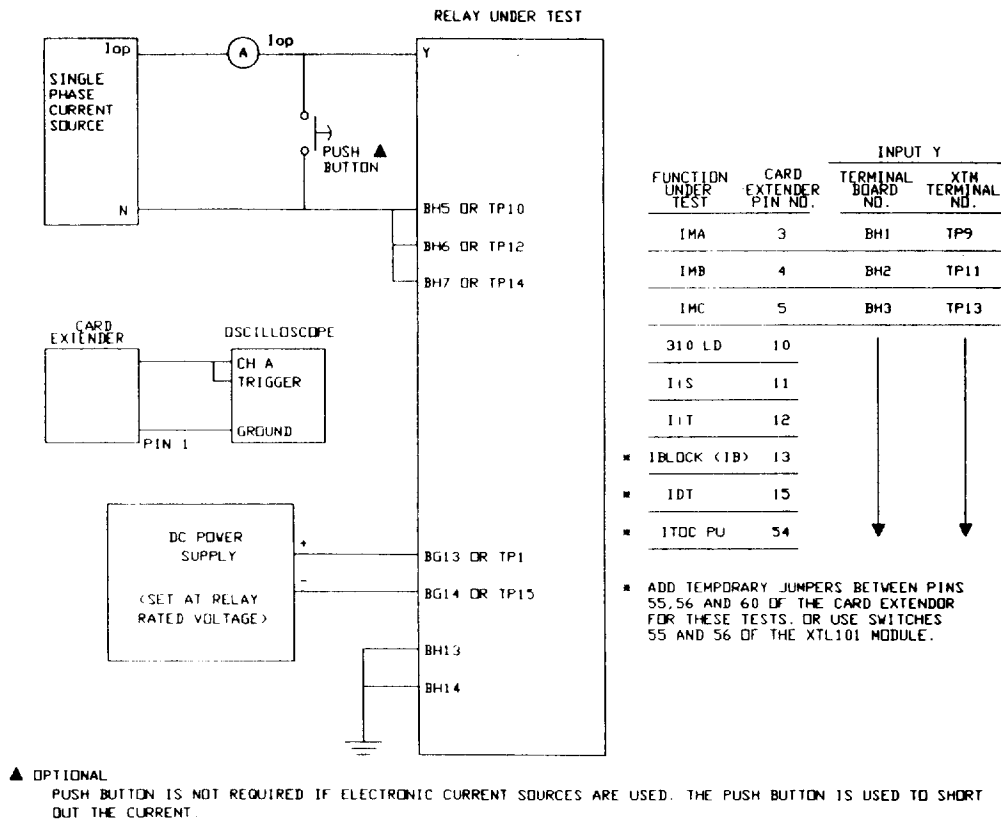 RELAY UNDER TEST
Iop
A
Iop
Y
SINGLE
PHASE
CURRENT
SOURCE
PUSH ▲
BUTTON
N
BH5 OR TP10
BH6 OR TP12
BH7 OR TP14
CARD
EXTENDER
OSCILLOSCOPE
CH A
TRIGGER
GROUND
PIN 1
DC POWER
SUPPLY
(SET AT RELAY
RATED VOLTAGE)
+
-
BG13 OR TP1
BG14 OR TP15
BH13
BH14
INPUT Y
FUNCTION UNDER TEST CARD EXTENDER PIN NO. TERMINAL BOARD NO. XTM TERMINAL NO.
IMA 3 BH1 TP9
IMB 4 BH2 TP11
IMC 5 BH3 TP13
310 LD 10
I1S 11
I1T 12
* IBLOCK (IB) 13
* IDT 15
* ITOC PU 54
* ADD TEMPORARY JUMPERS BETWEEN PINS
55,56 AND 60 OF THE CARD EXTENDOR
FOR THESE TESTS. OR USE SWITCHES
55 AND 56 OF THE XTL101 MODULE.
▲ OPTIONAL
PUSH BUTTON IS NOT REQUIRED IF ELECTRONIC CURRENT SOURCES ARE USED. THE PUSH BUTTON IS USED TO SHORT
OUT THE CURRENT.